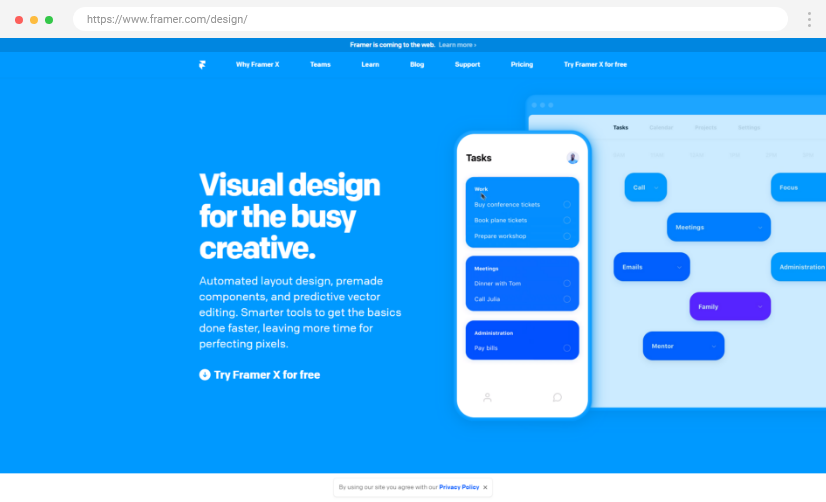 https://www.framer.com/design/
Framer is coming to the web. Learn more ›
Why Framer X Teams Learn Blog Support Pricing Try Framer X for free
Visual design
for the busy
creative.
Automated layout design, premade
components, and predictive vector
editing. Smarter tools to get the basics
done faster, leaving more time for
perfecting pixels.
Try Framer X for free
Tasks
Work
Buy conference tickets
Book plane tickets
Prepare workshop
Meetings
Dinner with Tom
Call Julia
Administration
Pay bills
Tasks Calendar Projects Settings
Call
Focus
Meetings
Emails
Administration
Family
Mentor
By using our site you agree with our Privacy Policy ×